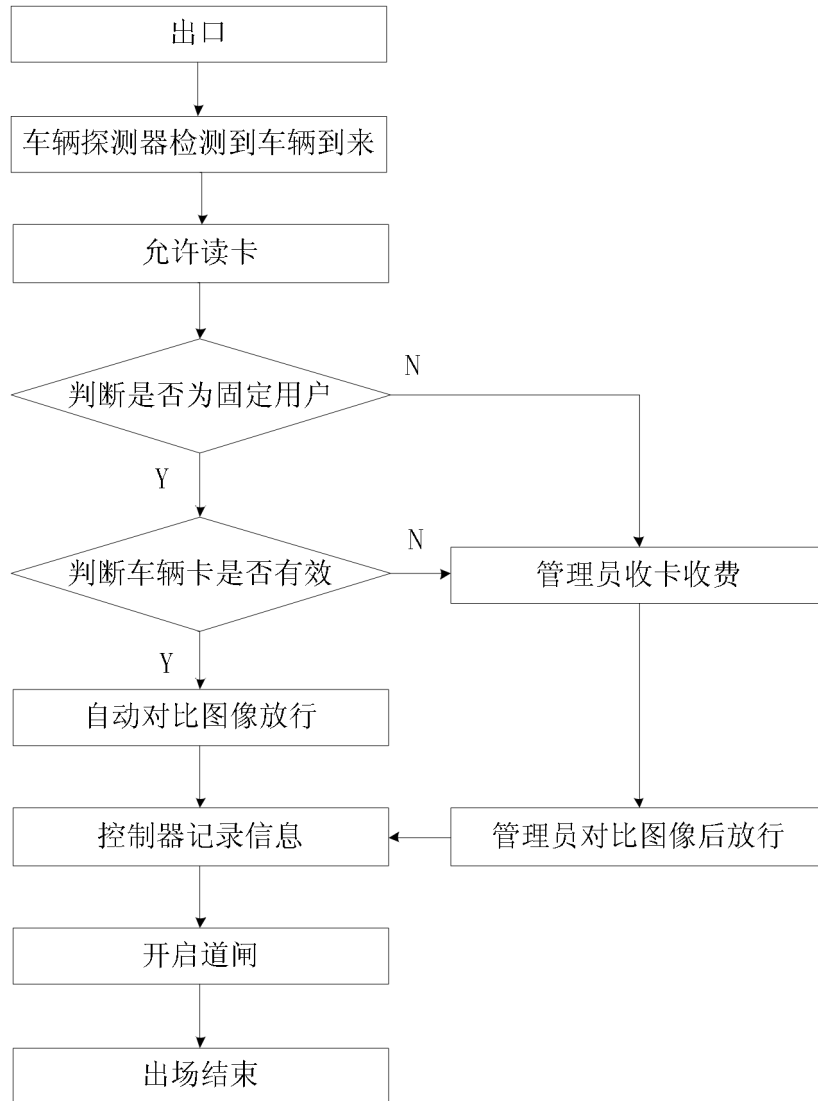 出口
车辆探测器检测到车辆到来
允许读卡
判断是否为固定用户
N
Y
判断车辆卡是否有效
N
管理员收卡收费
Y
自动对比图像放行
控制器记录信息
管理员对比图像后放行
开启道闸
出场结束